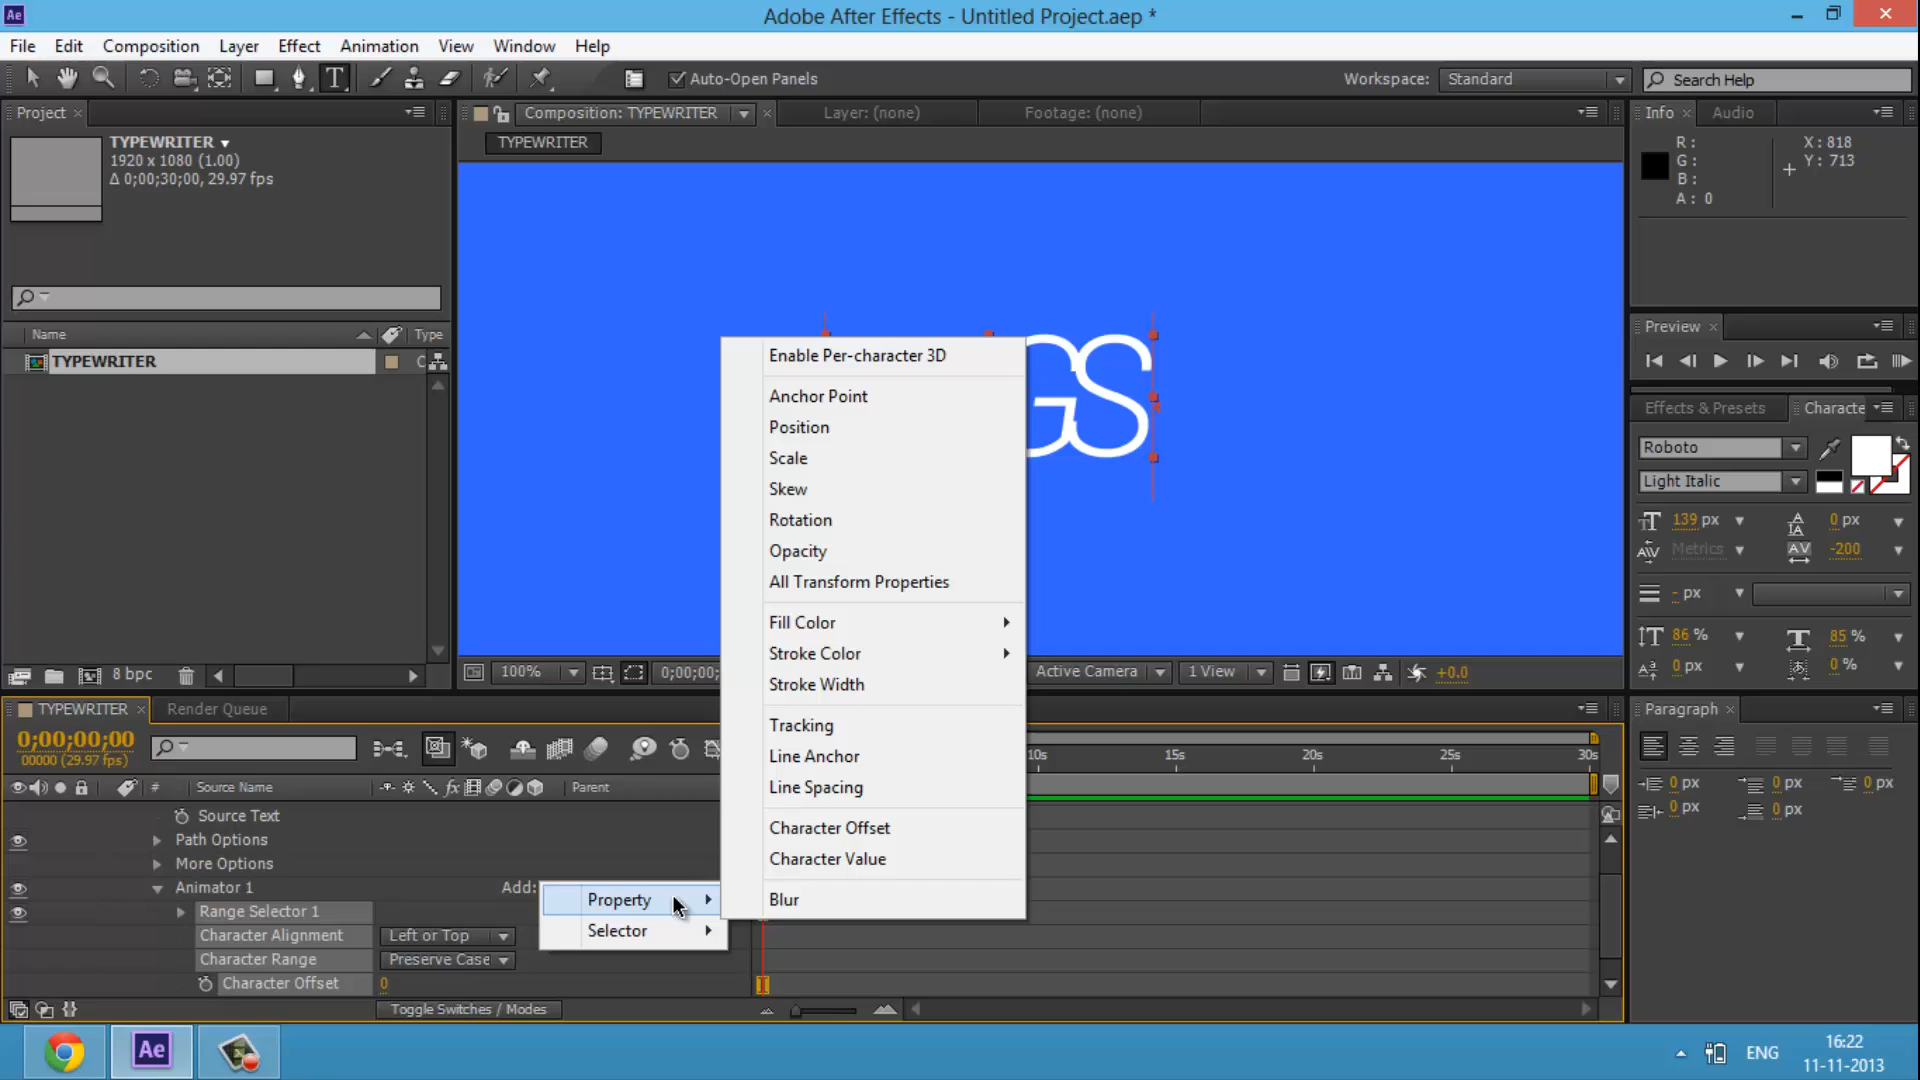 Ae
Adobe After Effects - Untitled Project.aep *
File Edit Composition Layer Effect Animation View Window Help
T Auto-Open Panels Workspace: Standard Search Help
Project
TYPEWRITER
1920 x 1080 (1.00)
Δ 0;00;30;00, 29.97 fps
Name Type
TYPEWRITER C
8 bpc
Composition: TYPEWRITER Layer: (none) Footage: (none)
TYPEWRITER
GS
100% 0;00;00; Active Camera 1 View +0.0
Enable Per-character 3D
Anchor Point
Position
Scale
Skew
Rotation
Opacity
All Transform Properties
Fill Color
Stroke Color
Stroke Width
Tracking
Line Anchor
Line Spacing
Character Offset
Character Value
Blur
Info Audio
R : X : 818
G : Y : 713
B :
A : 0
Preview
Effects & Presets Characte
Roboto
Light Italic
139 px 0 px
Metrics -200
- px
86 % 85 %
0 px 0 %
Paragraph
0 px 0 px 0 px
0 px 0 px
TYPEWRITER Render Queue
0;00;00;00
00000 (29.97 fps)
10s 15s 20s 25s 30s
# Source Name fx Parent
Source Text
Path Options
More Options
Animator 1 Add:
Property
Selector
Range Selector 1
Character Alignment Left or Top
Character Range Preserve Case
Character Offset 0
Toggle Switches / Modes
Ae
ENG
16:22
11-11-2013